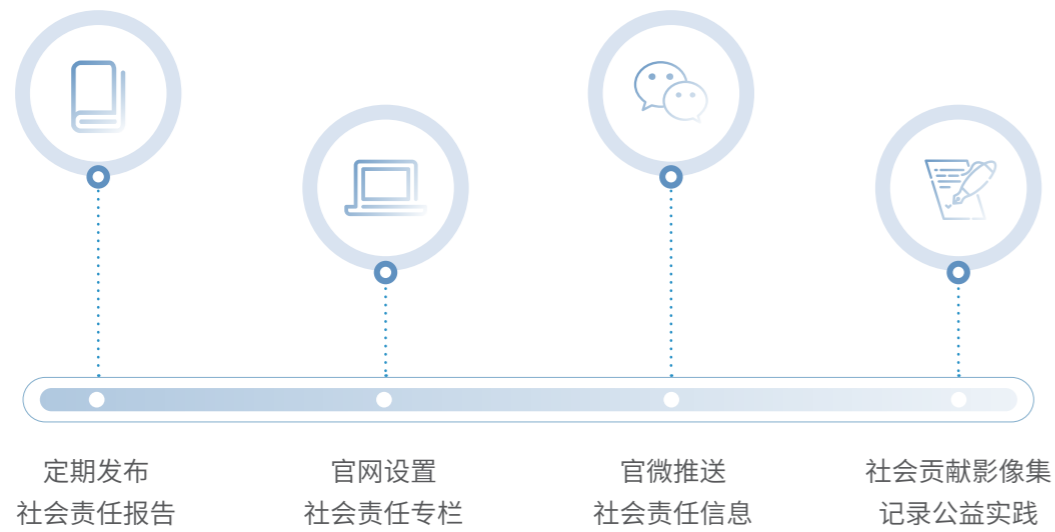 定期发布
社会责任报告
官网设置
社会责任专栏
官微推送
社会责任信息
社会贡献影像集
记录公益实践